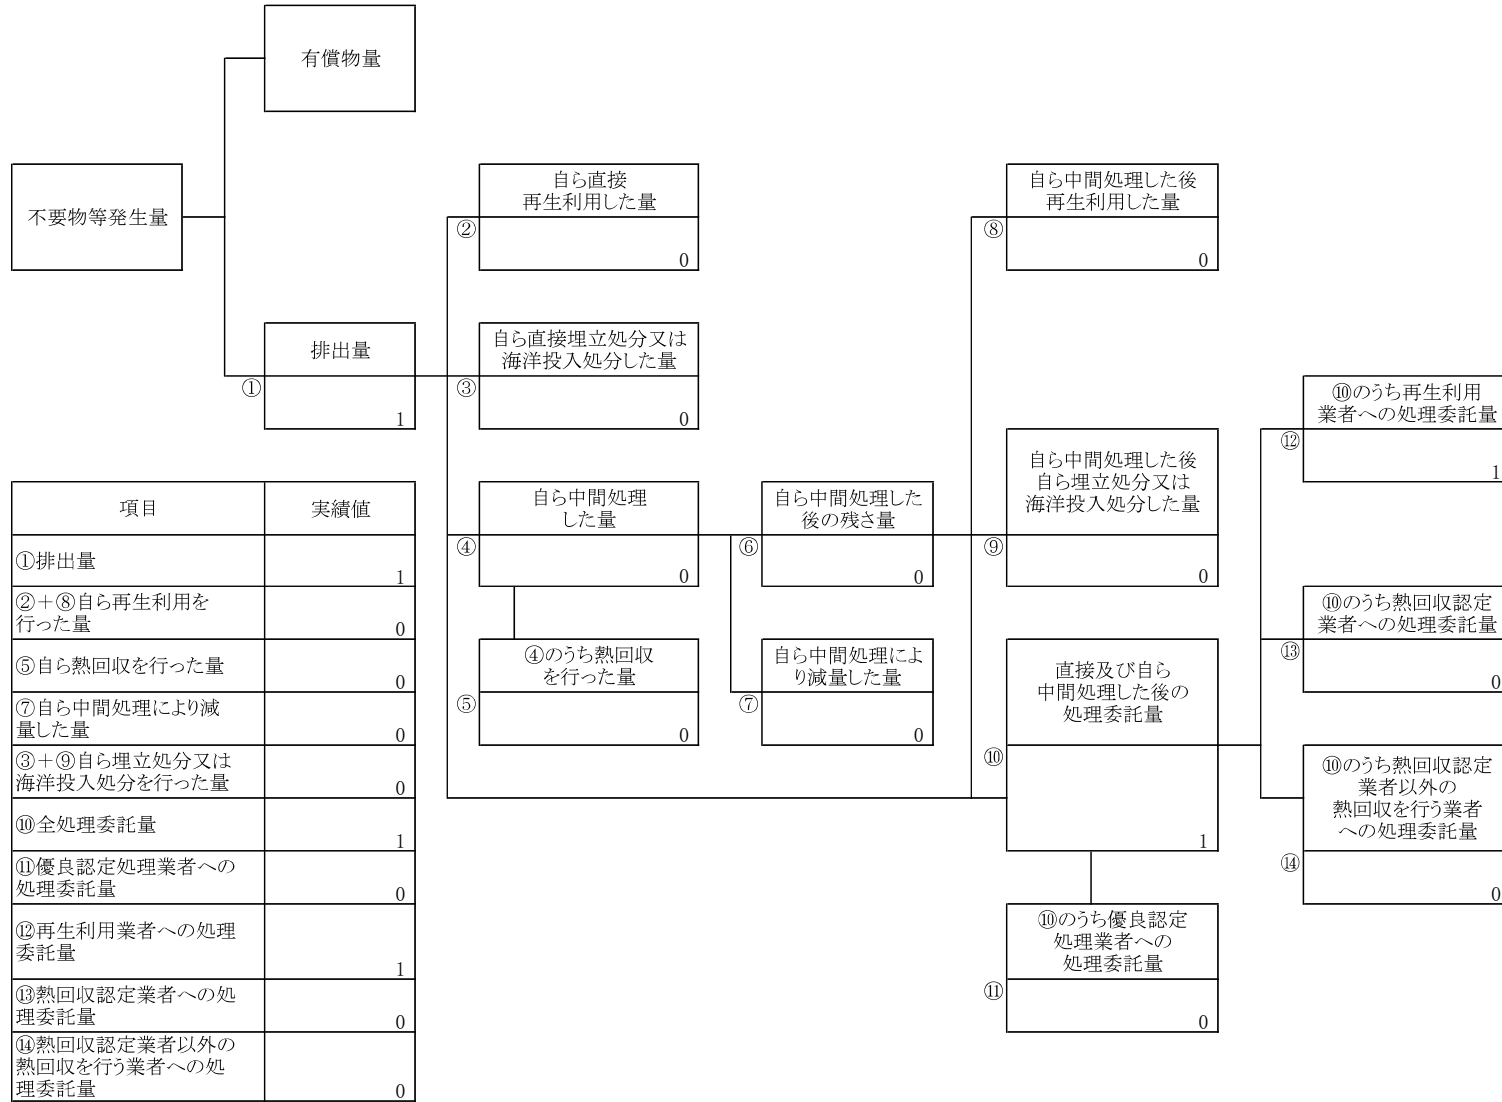 有償物量
不要物等発生量
排出量
①
1
自ら直接
再生利用した量
②
0
自ら直接埋立処分又は
海洋投入処分した量
③
0
自ら中間処理
した量
④
0
④のうち熱回収
を行った量
⑤
0
自ら中間処理した
後の残さ量
⑥
0
自ら中間処理によ
り減量した量
⑦
0
自ら中間処理した後
再生利用した量
⑧
0
自ら中間処理した後
自ら埋立処分又は
海洋投入処分した量
⑨
0
直接及び自ら
中間処理した後の
処理委託量
⑩
1
⑩のうち優良認定
処理業者への
処理委託量
⑪
0
⑩のうち再生利用
業者への処理委託量
⑫
1
⑩のうち熱回収認定
業者への処理委託量
⑬
0
⑩のうち熱回収認定
業者以外の
熱回収を行う業者
への処理委託量
⑭
0
項目 実績値
①排出量
1
②+⑧自ら再生利用を
行った量
0
⑤自ら熱回収を行った量
0
⑦自ら中間処理により減
量した量
0
③+⑨自ら埋立処分又は
海洋投入処分を行った量
0
⑩全処理委託量
1
⑪優良認定処理業者への
処理委託量
0
⑫再生利用業者への処理
委託量
1
⑬熱回収認定業者への処
理委託量
0
⑭熱回収認定業者以外の
熱回収を行う業者への処
理委託量
0